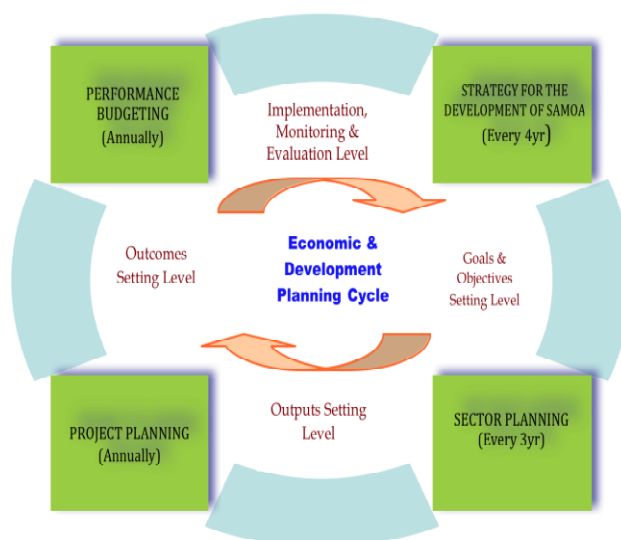 PERFORMANCE
BUDGETING
(Annually)
Implementation,
Monitoring &
Evaluation Level
STRATEGY FOR THE
DEVELOPMENT OF SAMOA
(Every 4yr)
Outcomes
Setting Level
Economic &
Development
Planning Cycle
Goals &
Objectives
Setting Level
PROJECT PLANNING
(Annually)
Outputs Setting
Level
SECTOR PLANNING
(Every 3yr)